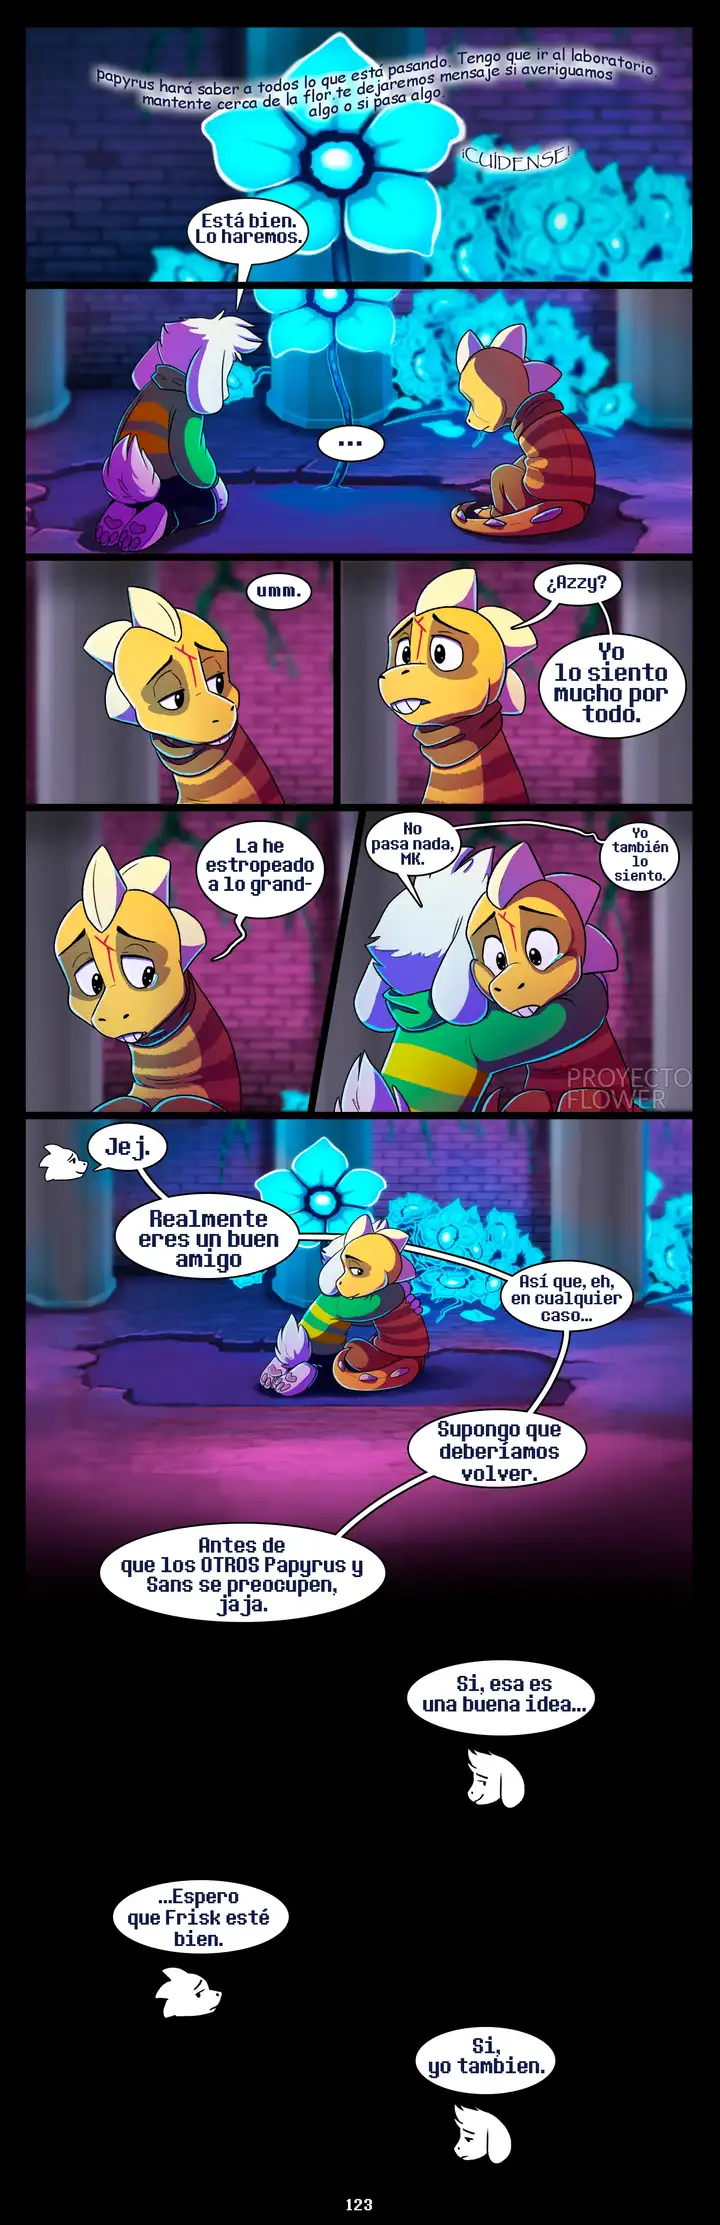 papyrus hará saber a todos lo que está pasando. Tengo que ir al laboratorio,
mantente cerca de la flor.te dejaremos mensaje si averiguamos
algo o si pasa algo.
¡CUÍDENSE!
Está bien.
Lo haremos.
...
umm.
¿Azzy?
Yo
lo siento
mucho por
todo.
La he
estropeado
a lo grand-
No
pasa nada,
MK.
Yo
también
lo
siento.
PROYECTO
FLOWER
Jej.
Realmente
eres un buen
amigo
Así que, eh,
en cualquier
caso...
Supongo que
deberíamos
volver.
Antes de
que los OTROS Papyrus y
Sans se preocupen,
jaja.
Si, esa es
una buena idea...
...Espero
que Frisk esté
bien.
Si,
yo tambien.
123